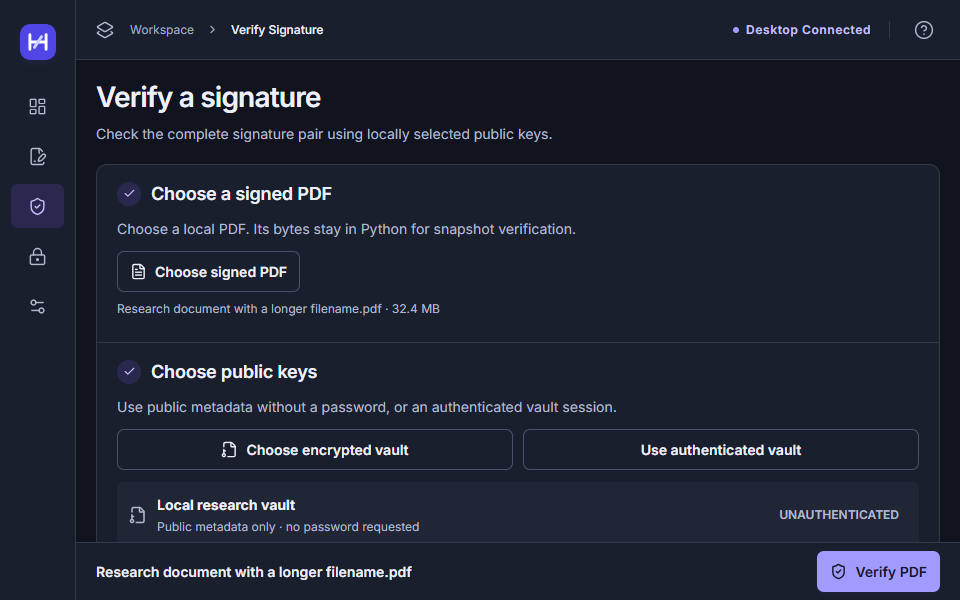 Workspace > Verify Signature
Desktop Connected
Verify a signature
Check the complete signature pair using locally selected public keys.
Choose a signed PDF
Choose a local PDF. Its bytes stay in Python for snapshot verification.
Choose signed PDF
Research document with a longer filename.pdf · 32.4 MB
Choose public keys
Use public metadata without a password, or an authenticated vault session.
Choose encrypted vault
Use authenticated vault
Local research vault
Public metadata only · no password requested
UNAUTHENTICATED
Research document with a longer filename.pdf
Verify PDF